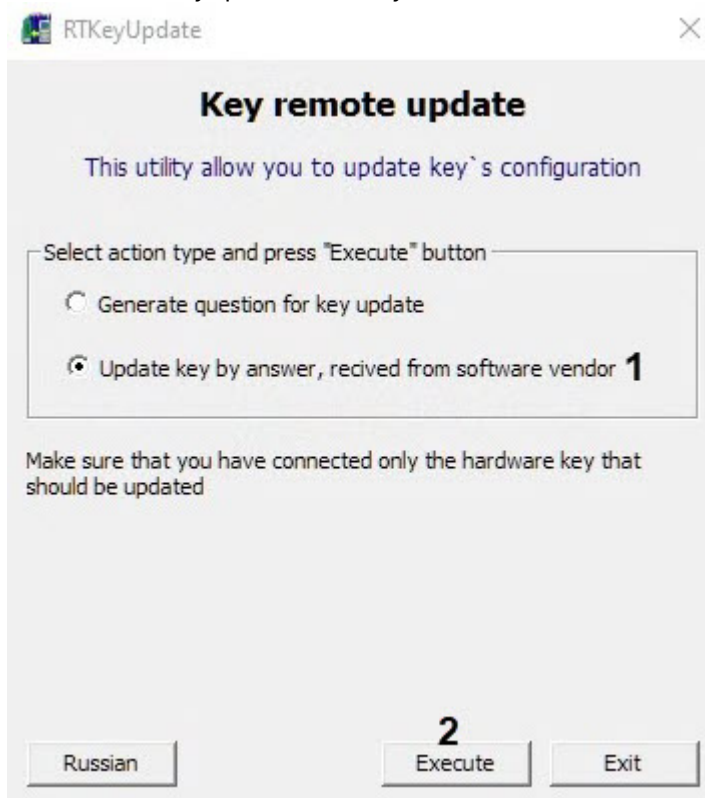 RTKeyUpdate
Key remote update
This utility allow you to update key`s configuration
Select action type and press "Execute" button
Generate question for key update
Update key by answer, recived from software vendor 1
Make sure that you have connected only the hardware key that
should be updated
2
Russian Execute Exit